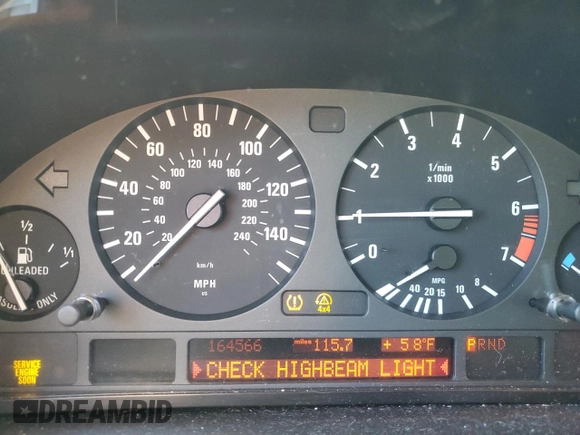 80
60 100
120 140 160
100 180
40 80 200 120
60 220
40 240 140
20 20
km/h
MPH
US
3 4
2 5
1/min
x1000
1 6
0 7
MPG
40 20 15 10 8
1/2
1/1
UNLEADED
GASOLINE ONLY
4x4
164566 miles 115.7 + 58°F PRND
SERVICE
ENGINE
SOON
CHECK HIGHBEAM LIGHT
DREAMBID